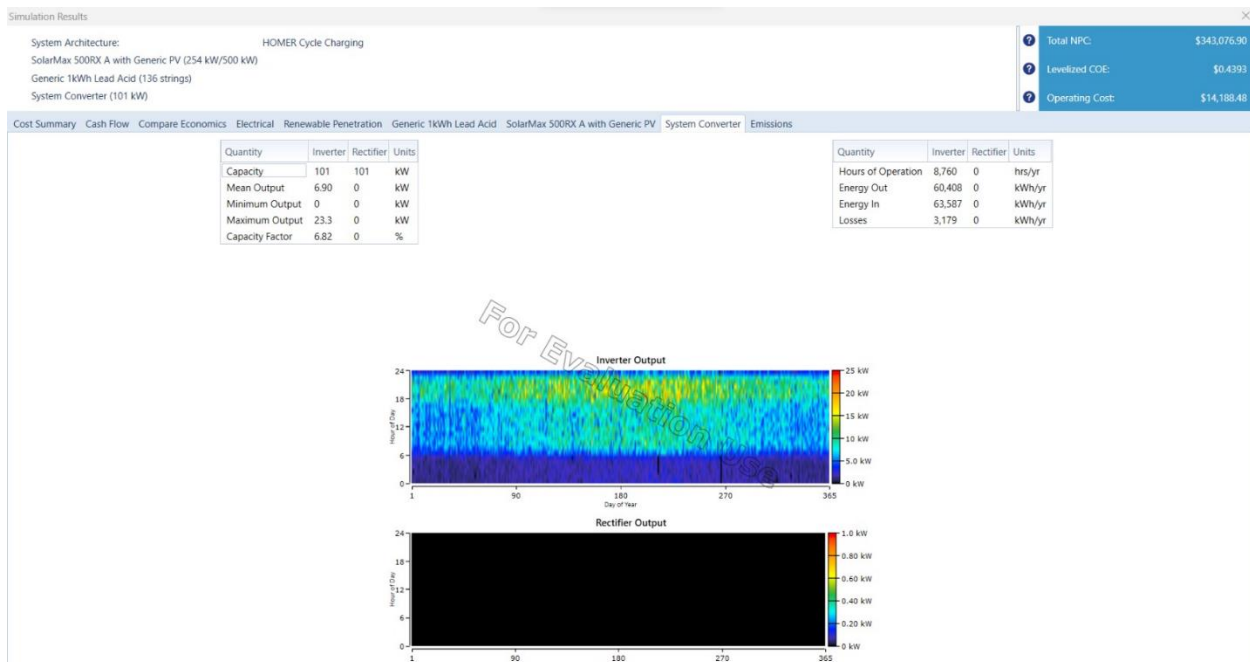 Simulation Results
System Architecture: HOMER Cycle Charging
SolarMax 500RX A with Generic PV (254 kW/500 kW)
Generic 1kWh Lead Acid (136 strings)
System Converter (101 kW)
? Total NPC: $343,076.90
? Levelized COE: $0.4393
? Operating Cost: $14,188.48
Cost Summary Cash Flow Compare Economics Electrical Renewable Penetration Generic 1kWh Lead Acid SolarMax 500RX A with Generic PV System Converter Emissions
Quantity Inverter Rectifier Units
Capacity 101 101 kW
Mean Output 6.90 0 kW
Minimum Output 0 0 kW
Maximum Output 23.3 0 kW
Capacity Factor 6.82 0 %
Quantity Inverter Rectifier Units
Hours of Operation 8,760 0 hrs/yr
Energy Out 60,408 0 kWh/yr
Energy In 63,587 0 kWh/yr
Losses 3,179 0 kWh/yr
For Evaluation Use
Inverter Output
24
18
12
6
0
Hour of Day
1 90 180 270 365
Day of Year
25 kW
20 kW
15 kW
10 kW
5.0 kW
0 kW
Rectifier Output
24
18
12
6
0
Hour of Day
1 90 180 270 365
1.0 kW
0.80 kW
0.60 kW
0.40 kW
0.20 kW
0 kW